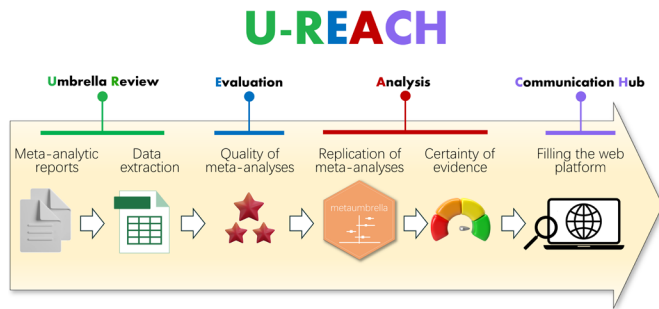 U-REACH
Umbrella Review
Evaluation
Analysis
Communication Hub
Meta-analytic
reports
Data
extraction
Quality of
meta-analyses
Replication of
meta-analyses
Certainty of
evidence
Filling the web
platform
metaumbrella